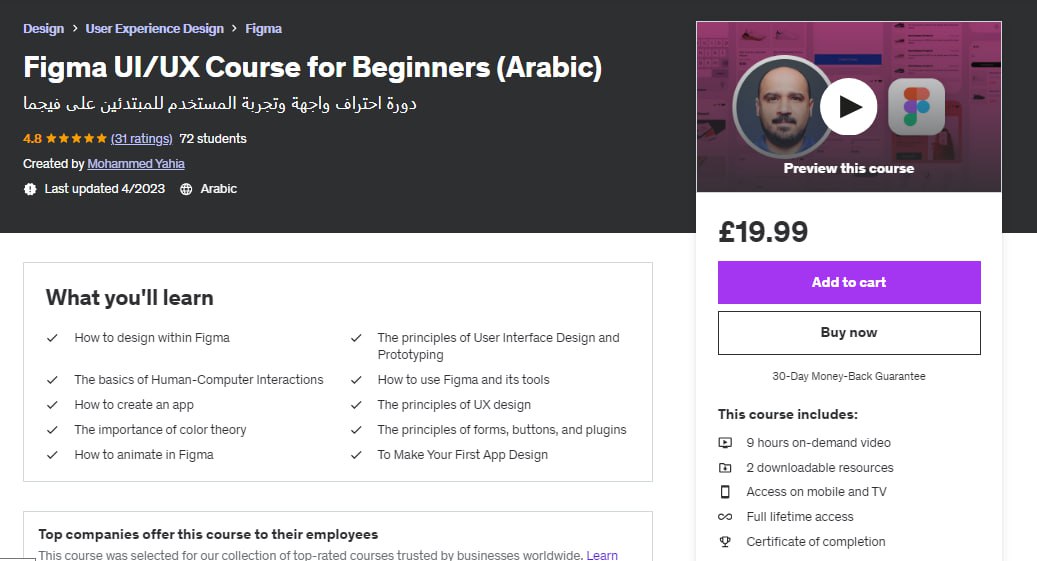 Design > User Experience Design > Figma
Figma UI/UX Course for Beginners (Arabic)
دورة احتراف واجهة وتجربة المستخدم للمبتدئين على فيجما
4.8 (31 ratings) 72 students
Created by Mohammed Yahia
Last updated 4/2023 Arabic
Preview this course
£19.99
Add to cart
Buy now
30-Day Money-Back Guarantee
This course includes:
9 hours on-demand video
2 downloadable resources
Access on mobile and TV
Full lifetime access
Certificate of completion
What you'll learn
How to design within Figma
The principles of User Interface Design and
Prototyping
The basics of Human-Computer Interactions
How to use Figma and its tools
How to create an app
The principles of UX design
The importance of color theory
The principles of forms, buttons, and plugins
How to animate in Figma
To Make Your First App Design
Top companies offer this course to their employees
This course was selected for our collection of top-rated courses trusted by businesses worldwide. Learn